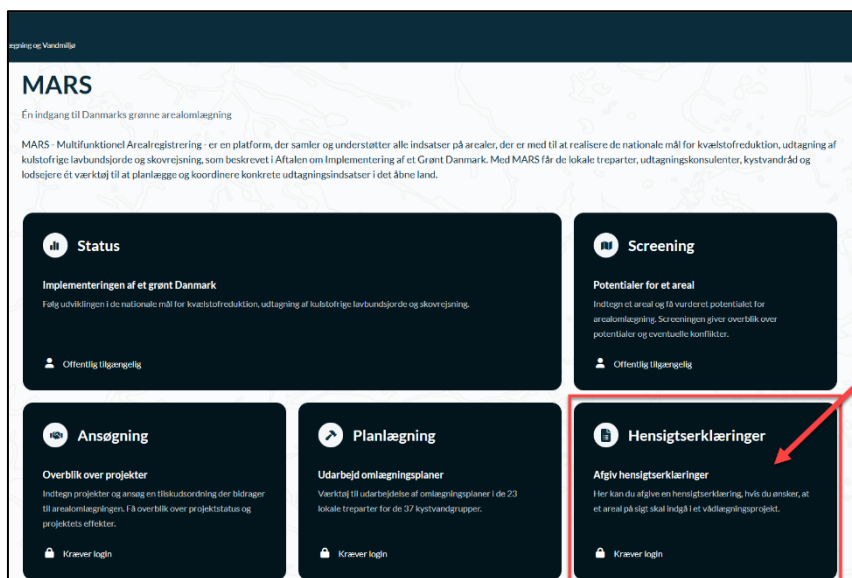 ægning og Vandmiljø
MARS
Én indgang til Danmarks grønne arealomlægning
MARS - Multifunktionel Arealregistrering - er en platform, der samler og understøtter alle indsatser på arealer, der er med til at realisere de nationale mål for kvælstofreduktion, udtagning af
kulstofrige lavbundsjorde og skovrejsning, som beskrevet i Aftalen om Implementering af et Grønt Danmark. Med MARS får de lokale treparter, udtagningskonsulenter, kystvandråd og
lodsejere ét værktøj til at planlægge og koordinere konkrete udtagningsindsatser i det åbne land.
Status
Implementeringen af et grønt Danmark
Følg udviklingen i de nationale mål for kvælstofreduktion, udtagning af kulstofrige lavbundsjorde og skovrejsning.
Offentlig tilgængelig
Screening
Potentialer for et areal
Indtegn et areal og få vurderet potentialet for
arealomlægning. Screeningen giver overblik over
potentialer og eventuelle konflikter.
Offentlig tilgængelig
Ansøgning
Overblik over projekter
Indtegn projekter og ansøg en tilskudsordning der bidrager
til arealomlægningen. Få overblik over projektstatus og
projektets effekter.
Kræver login
Planlægning
Udarbejd omlægningsplaner
Værktøj til udarbejdelse af omlægningsplaner i de 23
lokale treparter for de 37 kystvandgrupper.
Kræver login
Hensigtserklæringer
Afgiv hensigtserklæringer
Her kan du afgive en hensigtserklæring, hvis du ønsker, at
et areal på sigt skal indgå i et vådlægningsprojekt.
Kræver login